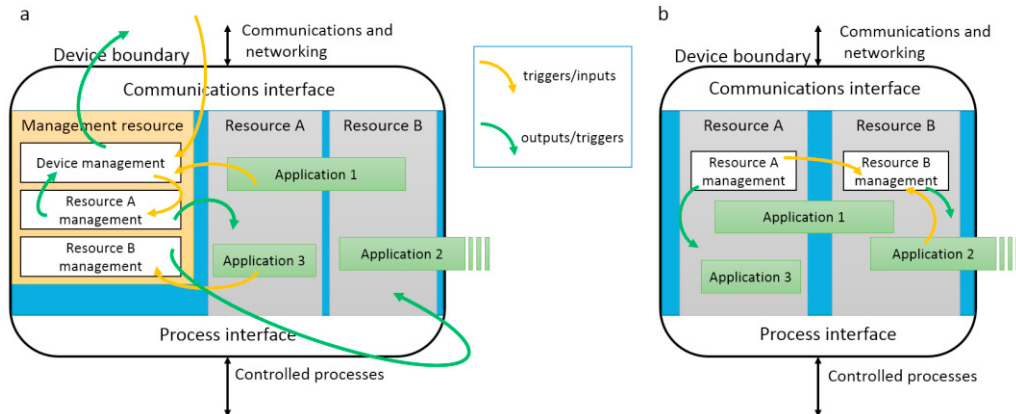 a
Communications and
networking
Device boundary
Communications interface
Management resource
Resource A
Resource B
Device management
Resource A
management
Resource B
management
Application 1
Application 3
Application 2
Process interface
Controlled processes
triggers/inputs
outputs/triggers
b
Communications and
networking
Device boundary
Communications interface
Resource A
Resource B
Resource A
management
Resource B
management
Application 1
Application 2
Application 3
Process interface
Controlled processes